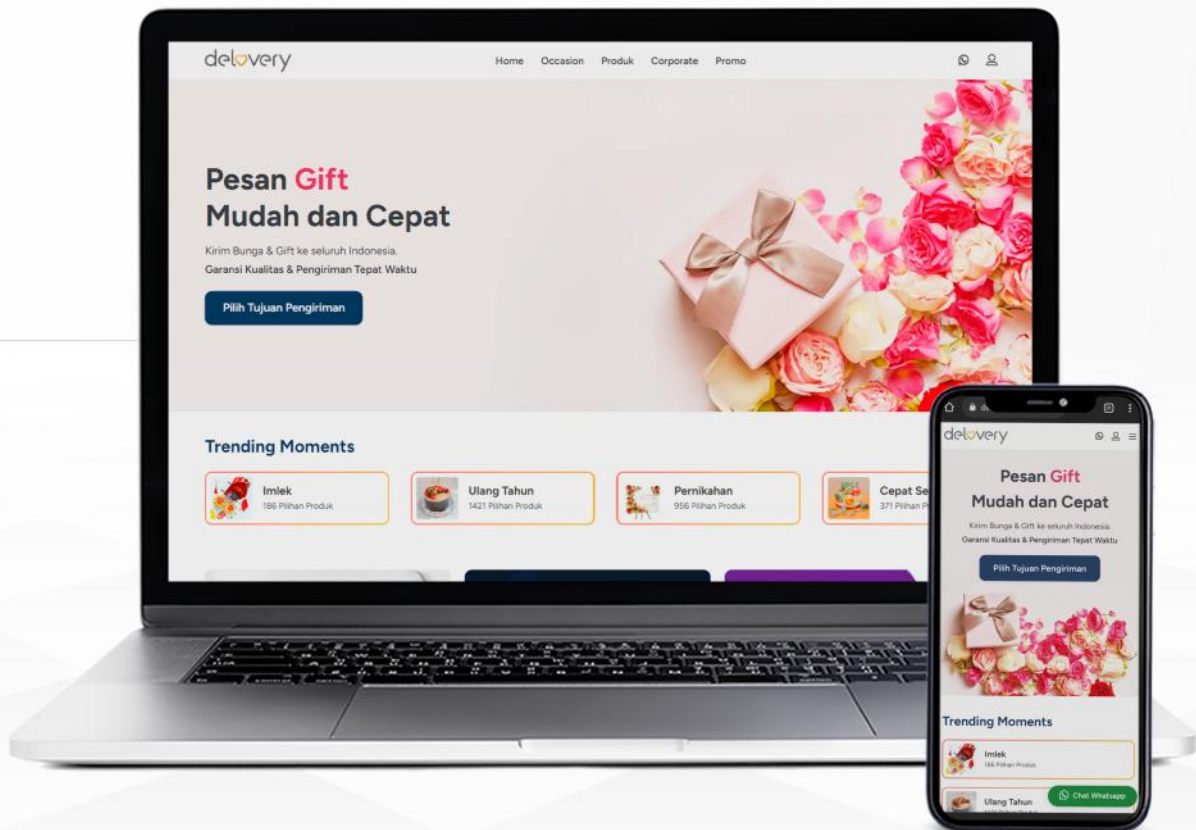 delovery
Home Occasion Produk Corporate Promo
Pesan Gift
Mudah dan Cepat
Kirim Bunga & Gift ke seluruh Indonesia.
Garansi Kualitas & Pengiriman Tepat Waktu
Pilih Tujuan Pengiriman
Trending Moments
Imlek
186 Pilihan Produk
Ulang Tahun
1421 Pilihan Produk
Pernikahan
956 Pilihan Produk
Cepat Se
371 Pilihan P
delovery
Pesan Gift
Mudah dan Cepat
Kirim Bunga & Gift ke seluruh Indonesia.
Garansi Kualitas & Pengiriman Tepat Waktu
Pilih Tujuan Pengiriman
Trending Moments
Imlek
186 Pilihan Produk
Ulang Tahun
Chat Whatsapp